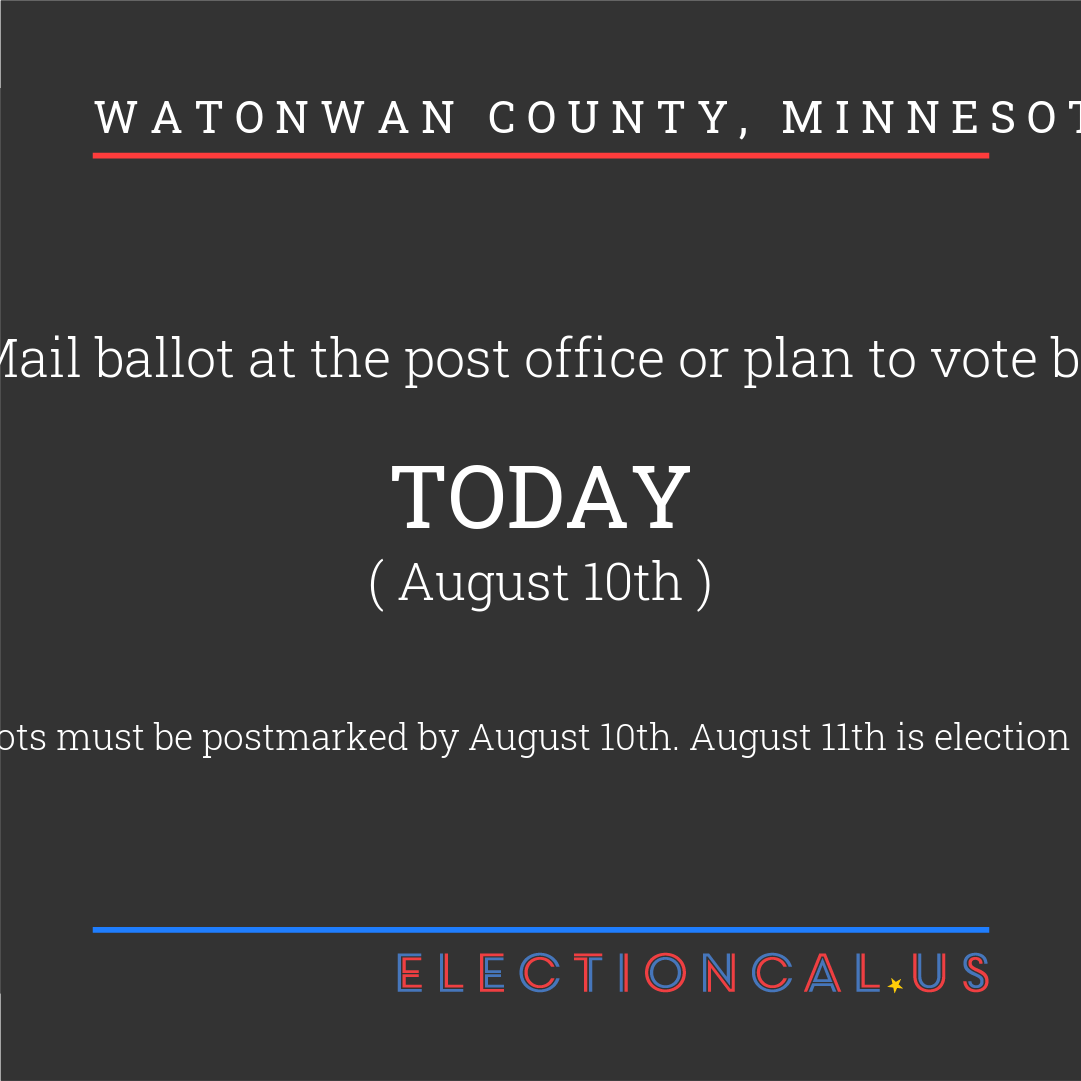 WATONWAN COUNTY, MINNESOT
Mail ballot at the post office or plan to vote b
TODAY
( August 10th )
ots must be postmarked by August 10th. August 11th is election
ELECTIONCAL.US